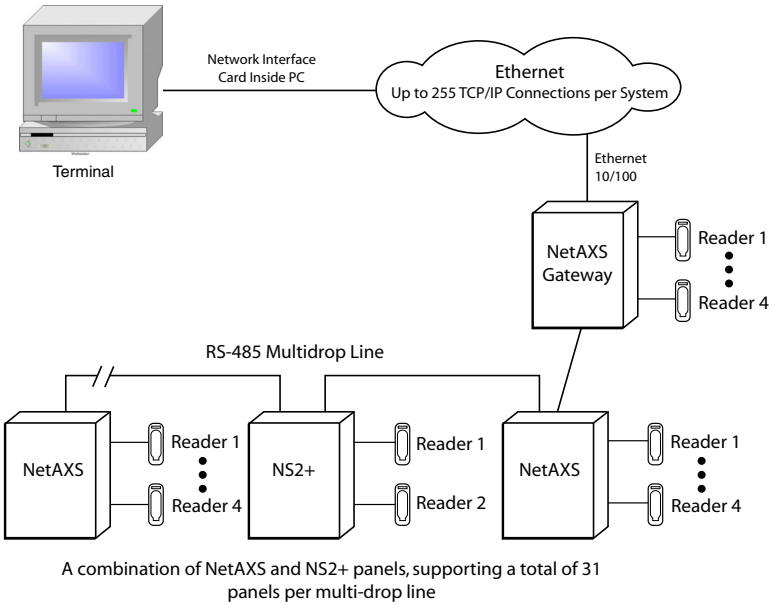 Network Interface
Card Inside PC
Ethernet
Up to 255 TCP/IP Connections per System
Terminal
Ethernet
10/100
NetAXS
Gateway
Reader 1
Reader 4
RS-485 Multidrop Line
NetAXS
Reader 1
Reader 4
NS2+
Reader 1
Reader 2
NetAXS
Reader 1
Reader 4
A combination of NetAXS and NS2+ panels, supporting a total of 31
panels per multi-drop line